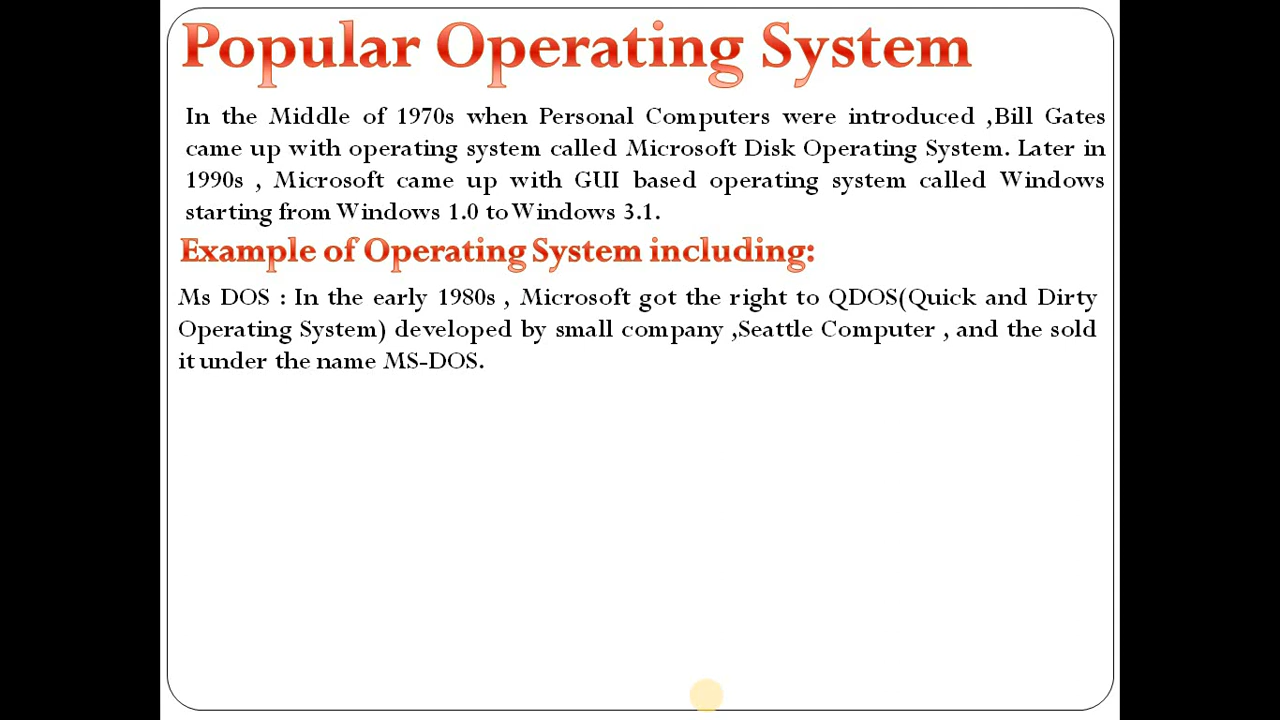 Popular Operating System
In the Middle of 1970s when Personal Computers were introduced ,Bill Gates
came up with operating system called Microsoft Disk Operating System. Later in
1990s , Microsoft came up with GUI based operating system called Windows
starting from Windows 1.0 to Windows 3.1.
Example of Operating System including:
Ms DOS : In the early 1980s , Microsoft got the right to QDOS(Quick and Dirty
Operating System) developed by small company ,Seattle Computer , and the sold
it under the name MS-DOS.